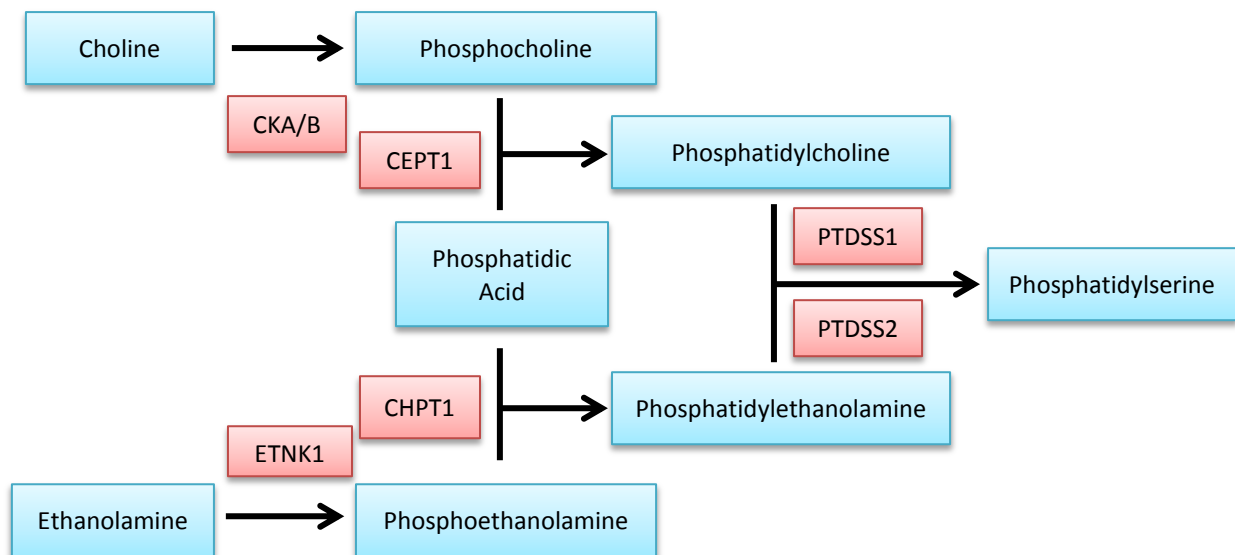 Choline
Phosphocholine
CKA/B
CEPT1
Phosphatidylcholine
PTDSS1
Phosphatidic
Acid
Phosphatidylserine
PTDSS2
CHPT1
Phosphatidylethanolamine
ETNK1
Ethanolamine
Phosphoethanolamine